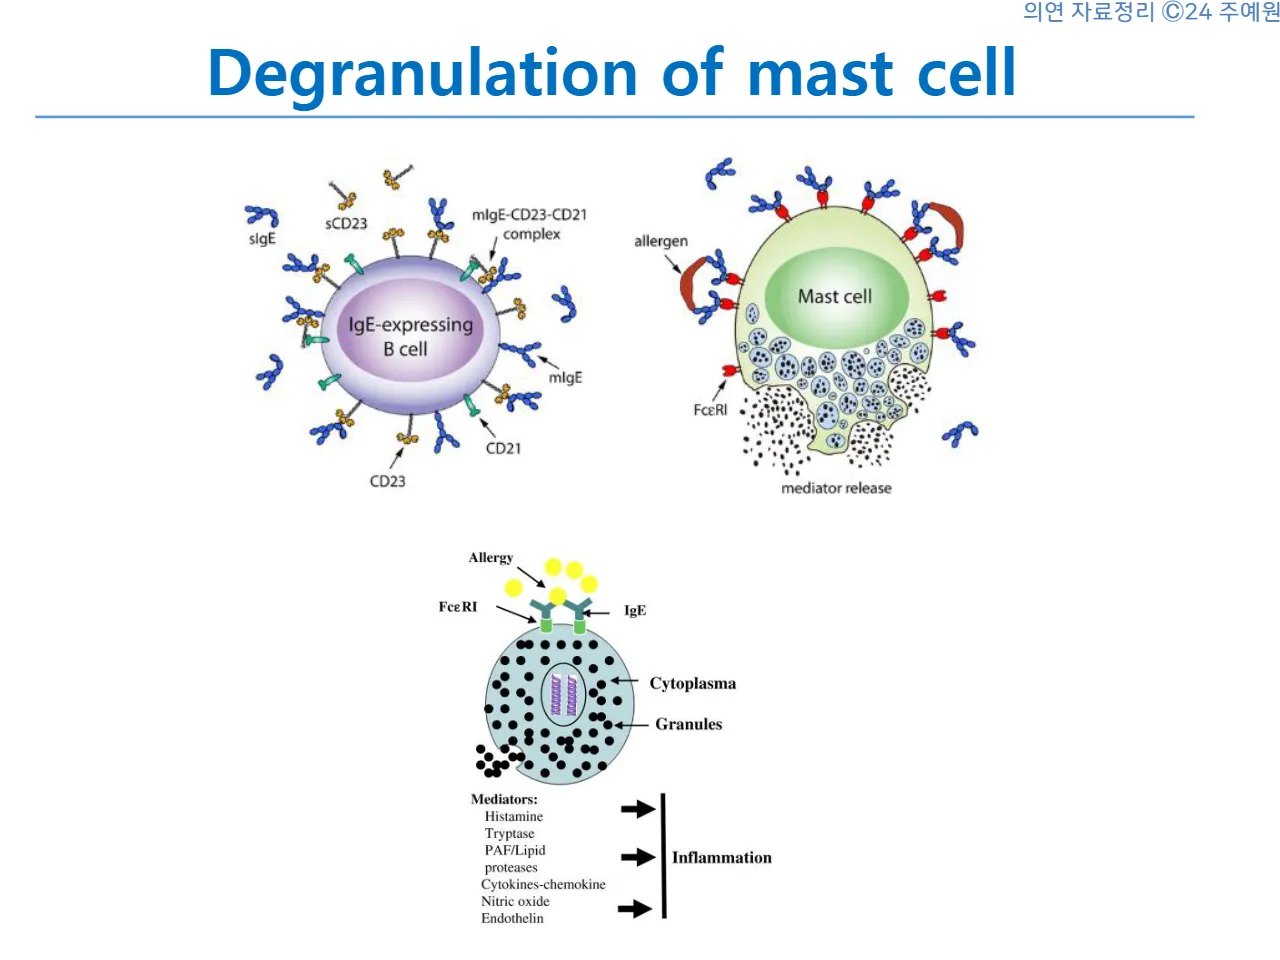 의연 자료정리 Ⓒ24 주예원
Degranulation of mast cell
sIgE
sCD23
mIgE-CD23-CD21
complex
IgE-expressing
B cell
mIgE
CD21
CD23
allergen
Mast cell
FcεRI
mediator release
Allergy
FcεRI
IgE
Cytoplasma
Granules
Mediators:
Histamine
Tryptase
PAF/Lipid
proteases
Cytokines-chemokine
Nitric oxide
Endothelin
Inflammation